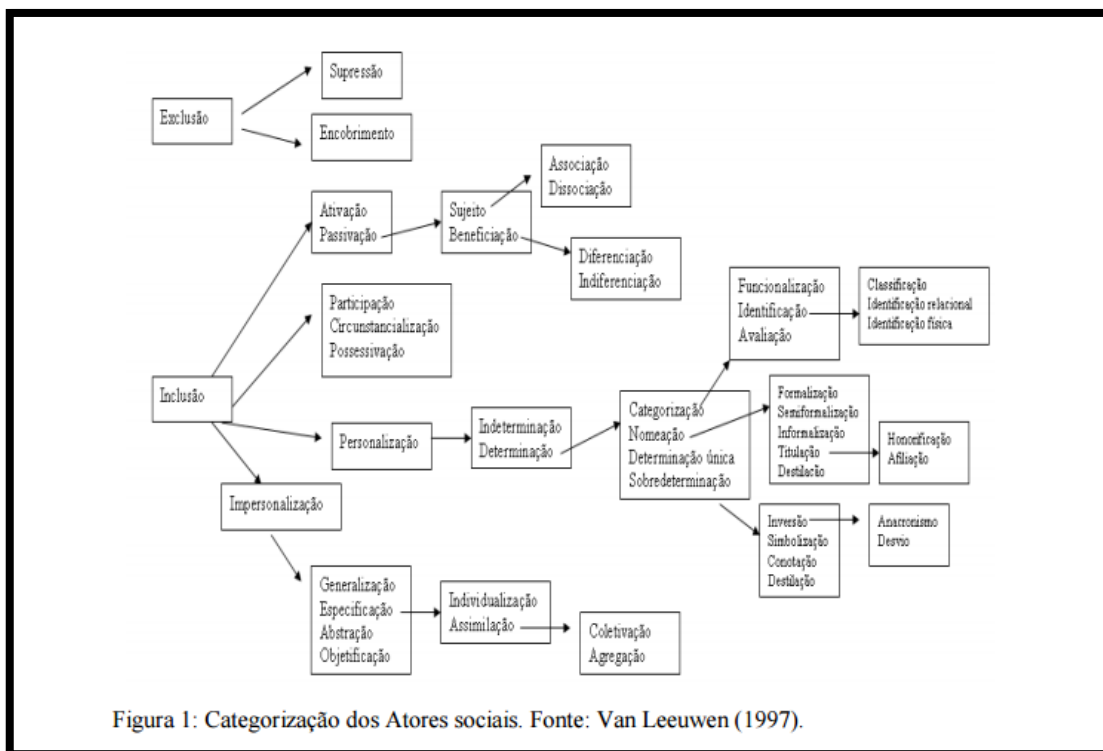 Exclusão
Supressão
Encobrimento
Inclusão
Ativação
Passivação
Sujeito
Beneficiação
Associação
Dissociação
Diferenciação
Indiferenciação
Participação
Circunstancialização
Possessivação
Personalização
Indeterminação
Determinação
Categorização
Nomeação
Determinação única
Sobredeterminação
Funcionalização
Identificação
Avaliação
Classificação
Identificação relacional
Identificação física
Formalização
Semiformalização
Informalização
Titulação
Destilacão
Honorificação
Afiliação
Inversão
Simbolização
Conotação
Destilação
Anacronismo
Desvio
Impersonalização
Generalização
Especificação
Abstração
Objetificação
Individualização
Assimilação
Coletivação
Agregação
Figura 1: Categorização dos Atores sociais. Fonte: Van Leeuwen (1997).